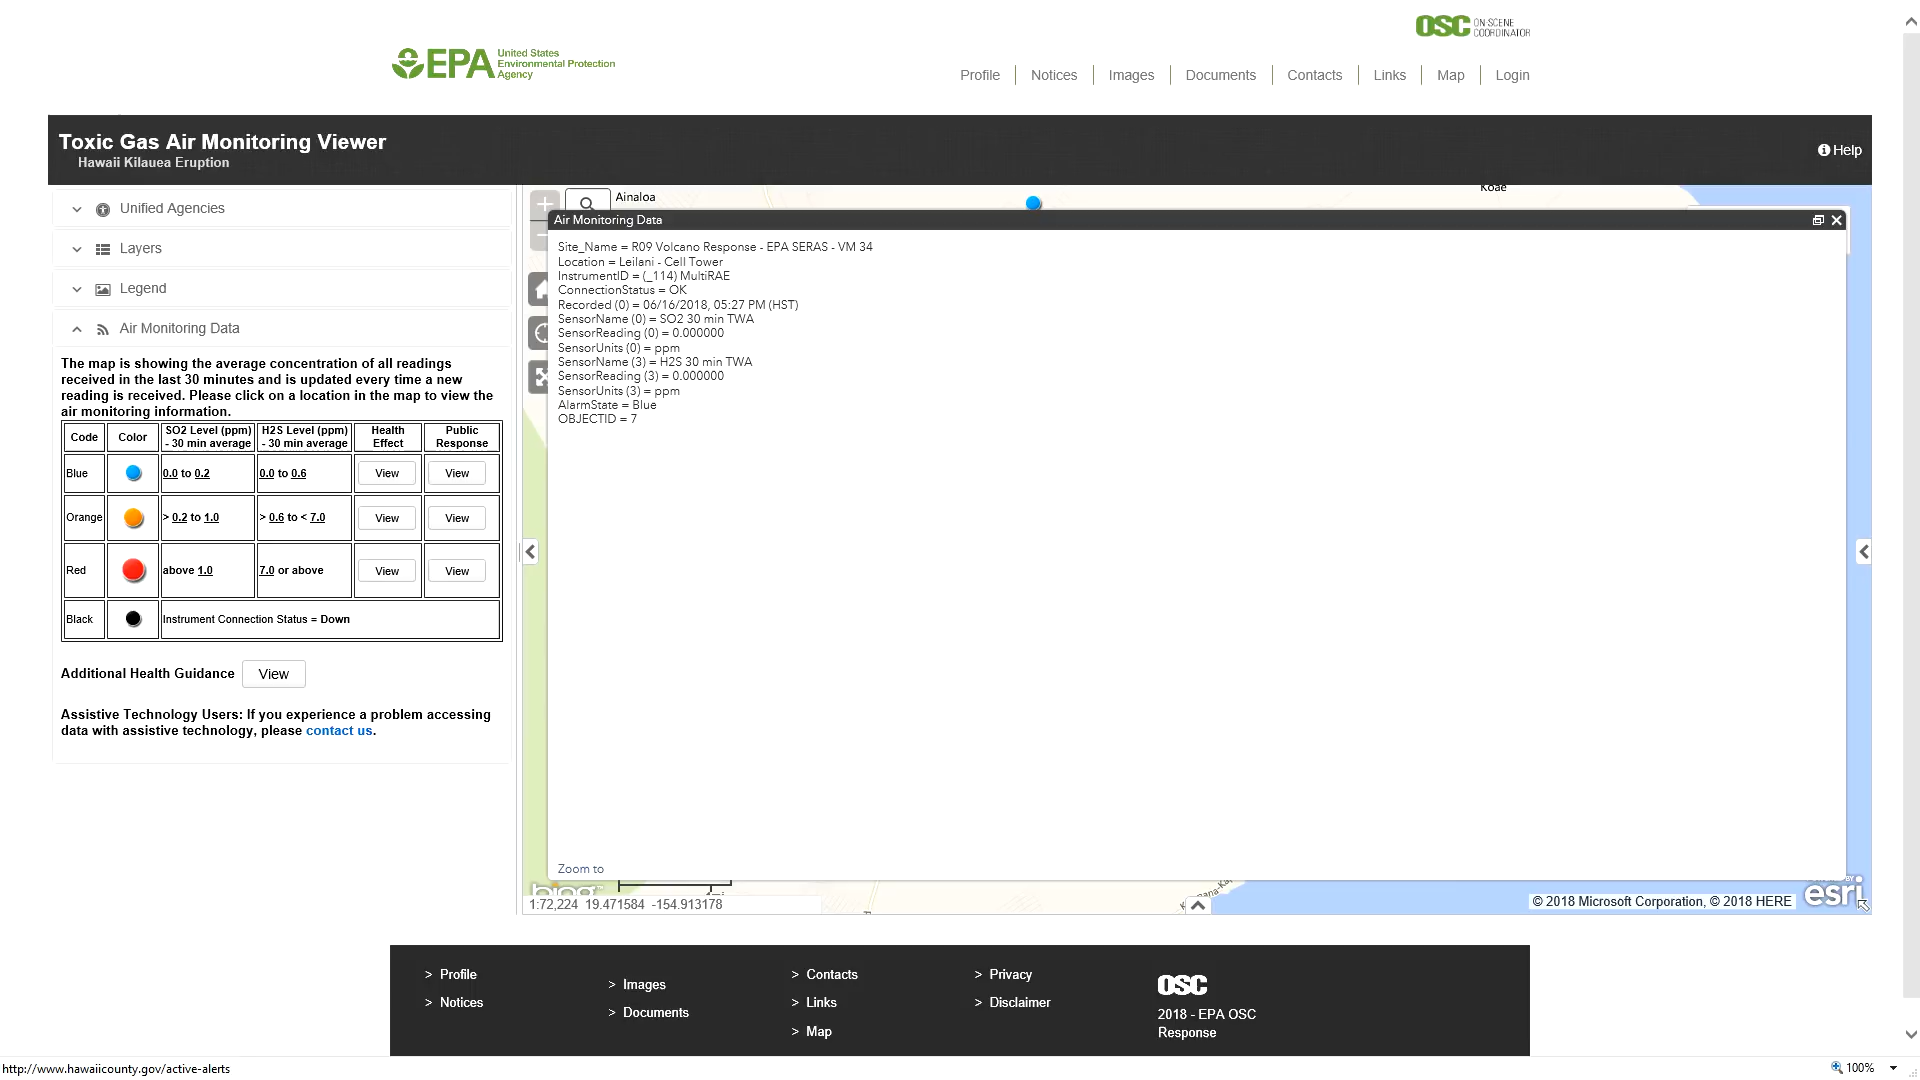 OSC ON-SCENE
COORDINATOR
EPA United States
Environmental Protection
Agency
Profile
Notices
Images
Documents
Contacts
Links
Map
Login
Toxic Gas Air Monitoring Viewer
Hawaii Kilauea Eruption
Help
Unified Agencies
Layers
Legend
Air Monitoring Data
The map is showing the average concentration of all readings
received in the last 30 minutes and is updated every time a new
reading is received. Please click on a location in the map to view the
air monitoring information.
Code Color SO2 Level (ppm) - 30 min average H2S Level (ppm) - 30 min average Health Effect Public Response
Blue 0.0 to 0.2 0.0 to 0.6 View View
Orange > 0.2 to 1.0 > 0.6 to < 7.0 View View
Red above 1.0 7.0 or above View View
Black Instrument Connection Status = Down
Additional Health Guidance View
Assistive Technology Users: If you experience a problem accessing
data with assistive technology, please contact us.
Ainaloa
Koae
Air Monitoring Data
Site_Name = R09 Volcano Response - EPA SERAS - VM 34
Location = Leilani - Cell Tower
InstrumentID = (_114) MultiRAE
ConnectionStatus = OK
Recorded (0) = 06/16/2018, 05:27 PM (HST)
SensorName (0) = SO2 30 min TWA
SensorReading (0) = 0.000000
SensorUnits (0) = ppm
SensorName (3) = H2S 30 min TWA
SensorReading (3) = 0.000000
SensorUnits (3) = ppm
AlarmState = Blue
OBJECTID = 7
Zoom to
bing
1:72,224 19.471584 -154.913178
© 2018 Microsoft Corporation, © 2018 HERE
esri
> Profile
> Notices
> Images
> Documents
> Contacts
> Links
> Map
> Privacy
> Disclaimer
OSC
2018 - EPA OSC
Response
http://www.hawaiicounty.gov/active-alerts
100%